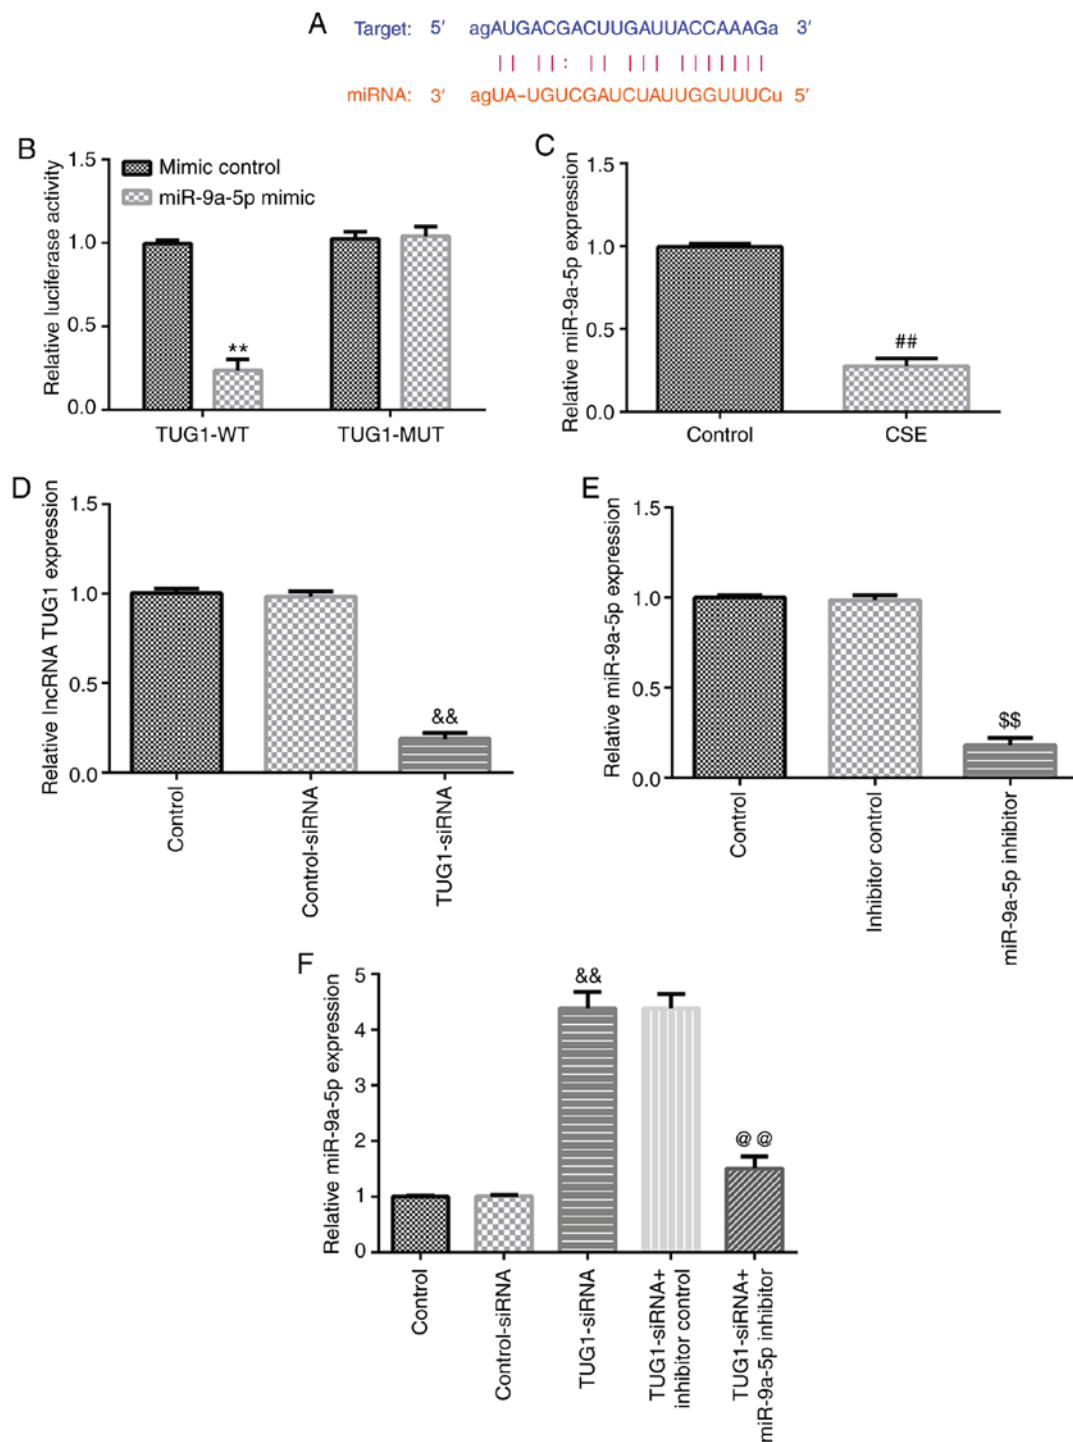 A
Target: 5′ agAUGACGACUUGAUUACCAAAGa 3′
miRNA: 3′ agUA-UGUCGAUCUAUUGGUUUCu 5′
B
Relative luciferase activity
1.5
1.0
0.5
0.0
Mimic control
miR-9a-5p mimic
**
TUG1-WT
TUG1-MUT
C
Relative miR-9a-5p expression
1.5
1.0
0.5
0.0
##
Control
CSE
D
Relative lncRNA TUG1 expression
1.5
1.0
0.5
0.0
&&
Control
Control-siRNA
TUG1-siRNA
E
Relative miR-9a-5p expression
1.5
1.0
0.5
0.0
$$
Control
Inhibitor control
miR-9a-5p inhibitor
F
Relative miR-9a-5p expression
5
4
3
2
1
0
&&
@@
Control
Control-siRNA
TUG1-siRNA
TUG1-siRNA+
inhibitor control
TUG1-siRNA+
miR-9a-5p inhibitor